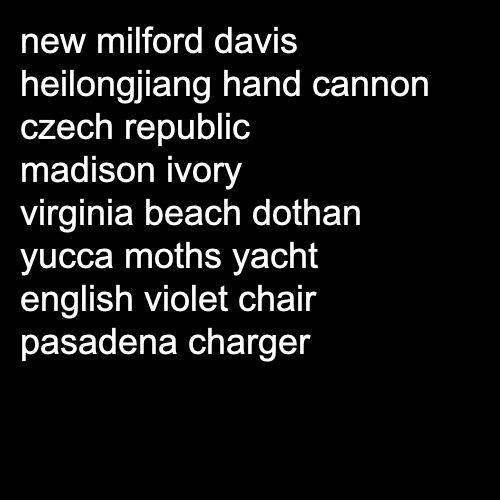 new milford davis
heilongjiang hand cannon
czech republic
madison ivory
virginia beach dothan
yucca moths yacht
english violet chair
pasadena charger